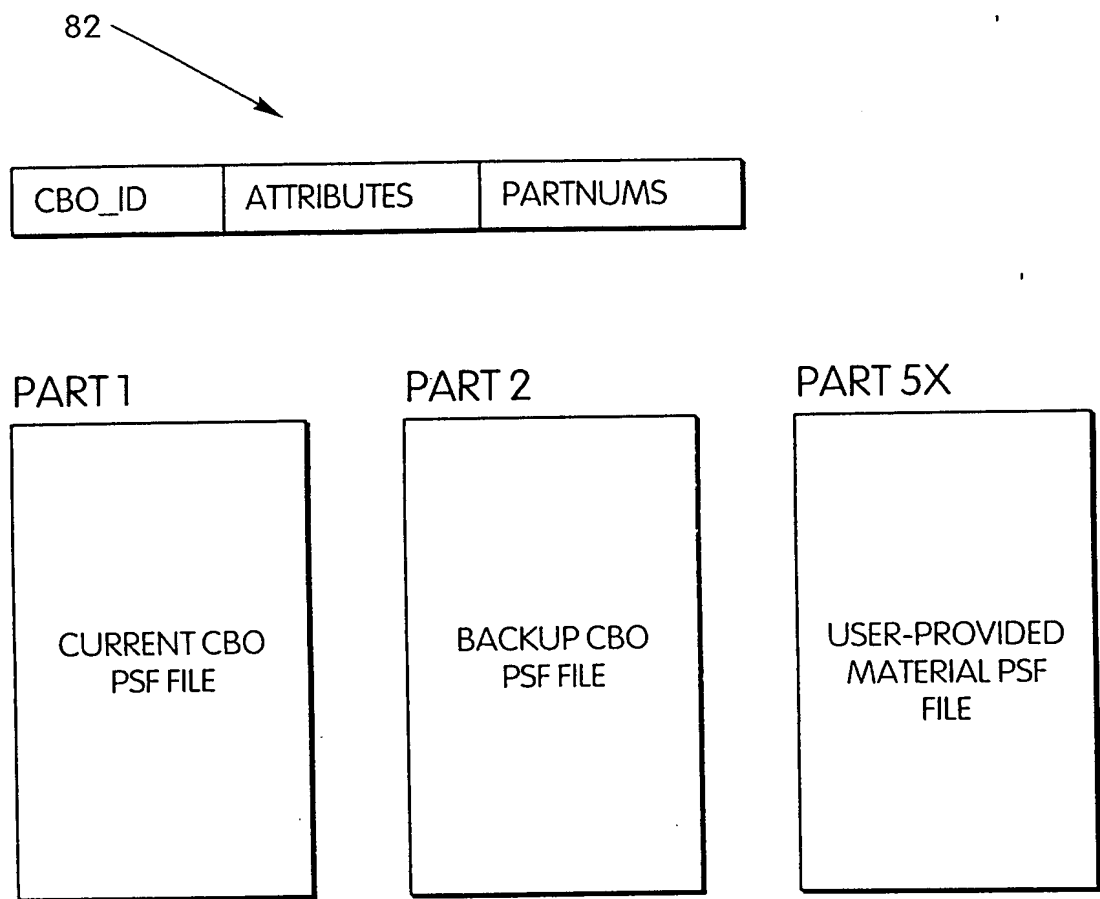 82
CBO_ID ATTRIBUTES PARTNUMS
PART 1 PART 2 PART 5X
CURRENT CBO
PSF FILE
BACKUP CBO
PSF FILE
USER-PROVIDED
MATERIAL PSF
FILE